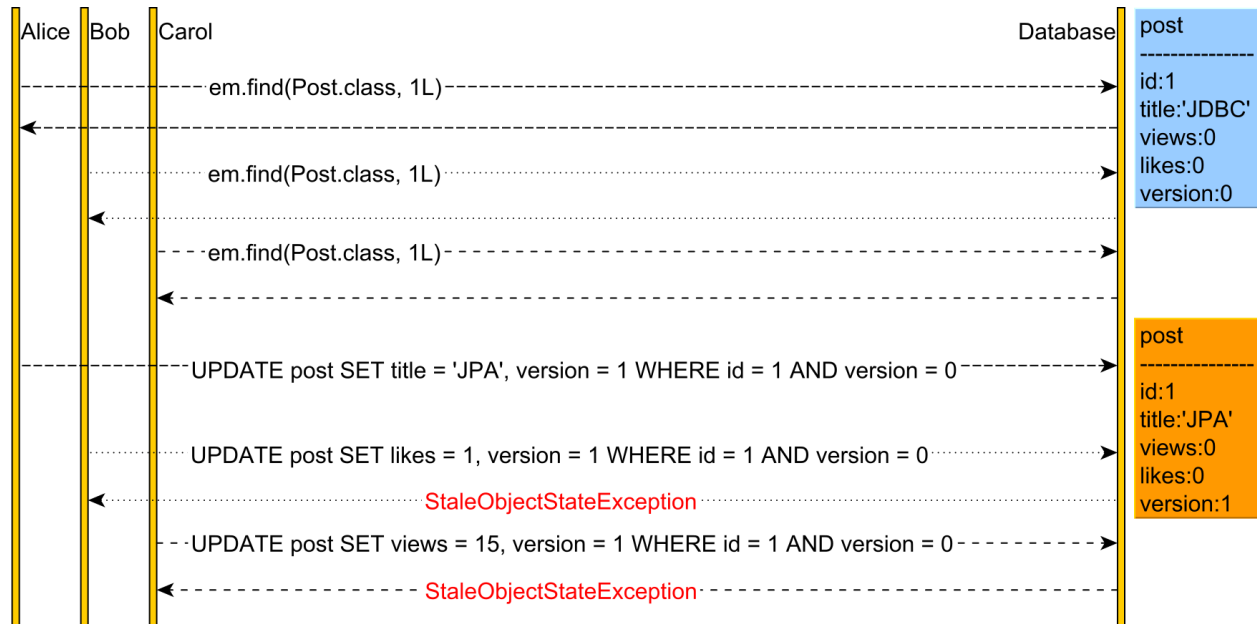 Alice Bob Carol Database
em.find(Post.class, 1L)
em.find(Post.class, 1L)
em.find(Post.class, 1L)
UPDATE post SET title = 'JPA', version = 1 WHERE id = 1 AND version = 0
UPDATE post SET likes = 1, version = 1 WHERE id = 1 AND version = 0
StaleObjectStateException
UPDATE post SET views = 15, version = 1 WHERE id = 1 AND version = 0
StaleObjectStateException
post
---------------
id:1
title:'JDBC'
views:0
likes:0
version:0
post
---------------
id:1
title:'JPA'
views:0
likes:0
version:1